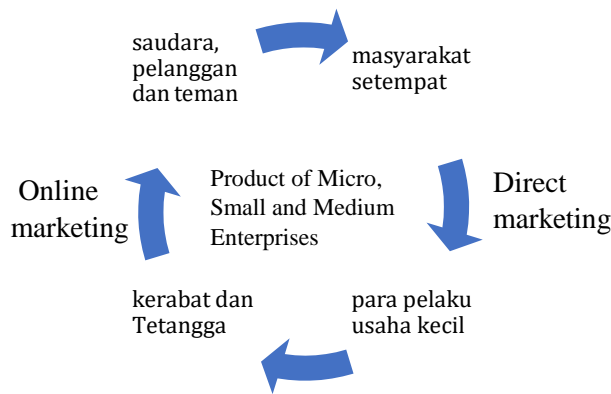 saudara,
pelanggan
dan teman
masyarakat
setempat
Online
marketing
Product of Micro,
Small and Medium
Enterprises
Direct
marketing
kerabat dan
Tetangga
para pelaku
usaha kecil